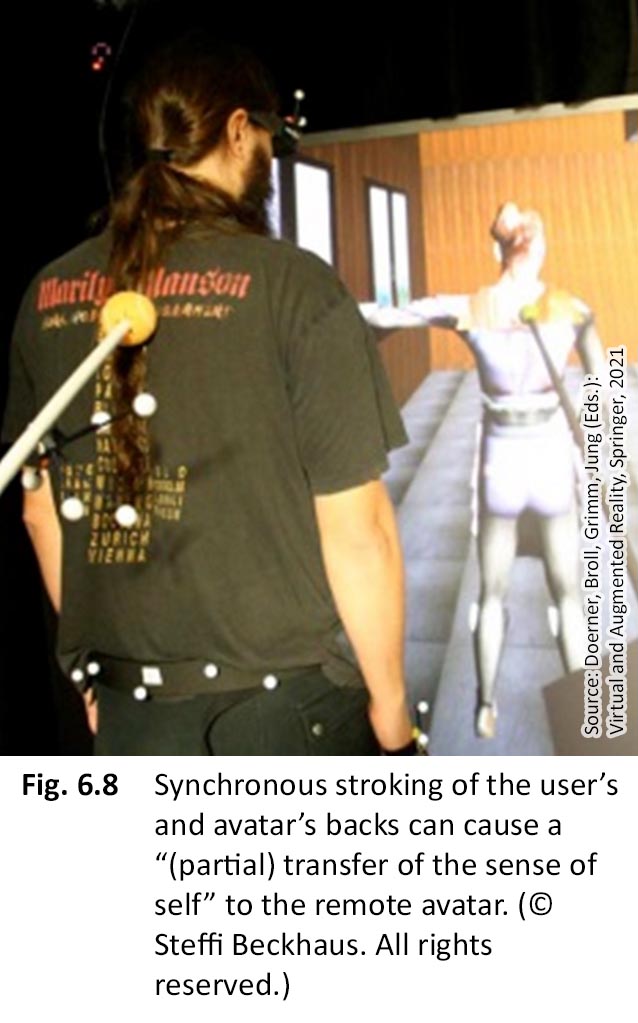 Marilyn Manson
ZURICH
VIENNA
Source: Doerner, Broll, Grimm, Jung (Eds.):
Virtual and Augmented Reality, Springer, 2021
Fig. 6.8 Synchronous stroking of the user’s
and avatar’s backs can cause a
“(partial) transfer of the sense of
self” to the remote avatar. (©
Steffi Beckhaus. All rights
reserved.)